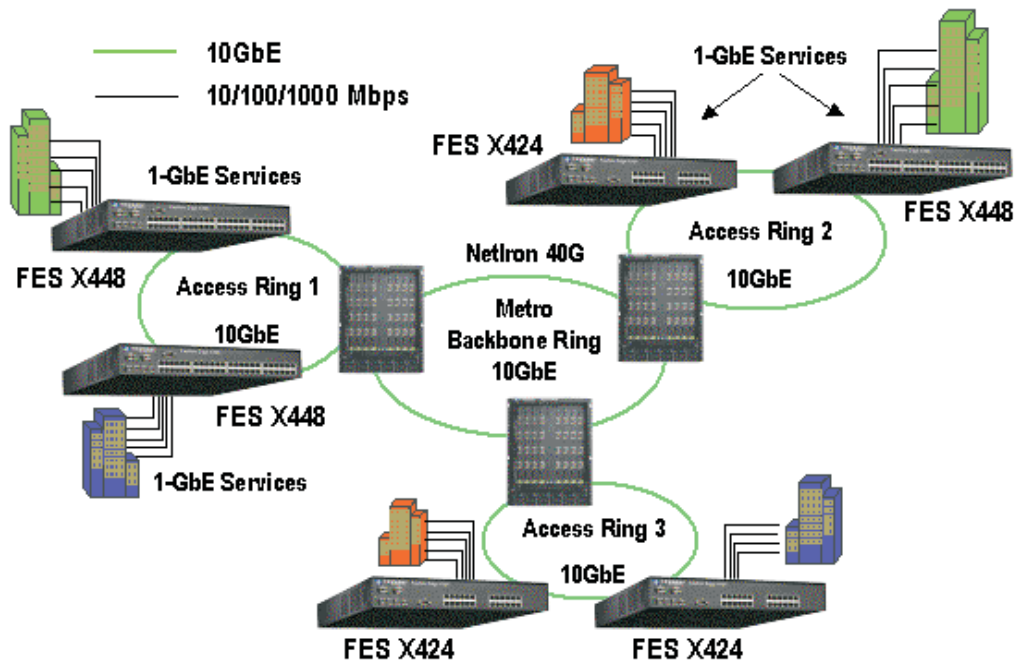 10GbE
10/100/1000 Mbps
1-GbE Services
FES X424
1-GbE Services
FES X448
FES X448
Access Ring 1
10GbE
NetIron 40G
Metro
Backbone Ring
10GbE
Access Ring 2
10GbE
FES X448
1-GbE Services
Access Ring 3
10GbE
FES X424
FES X424